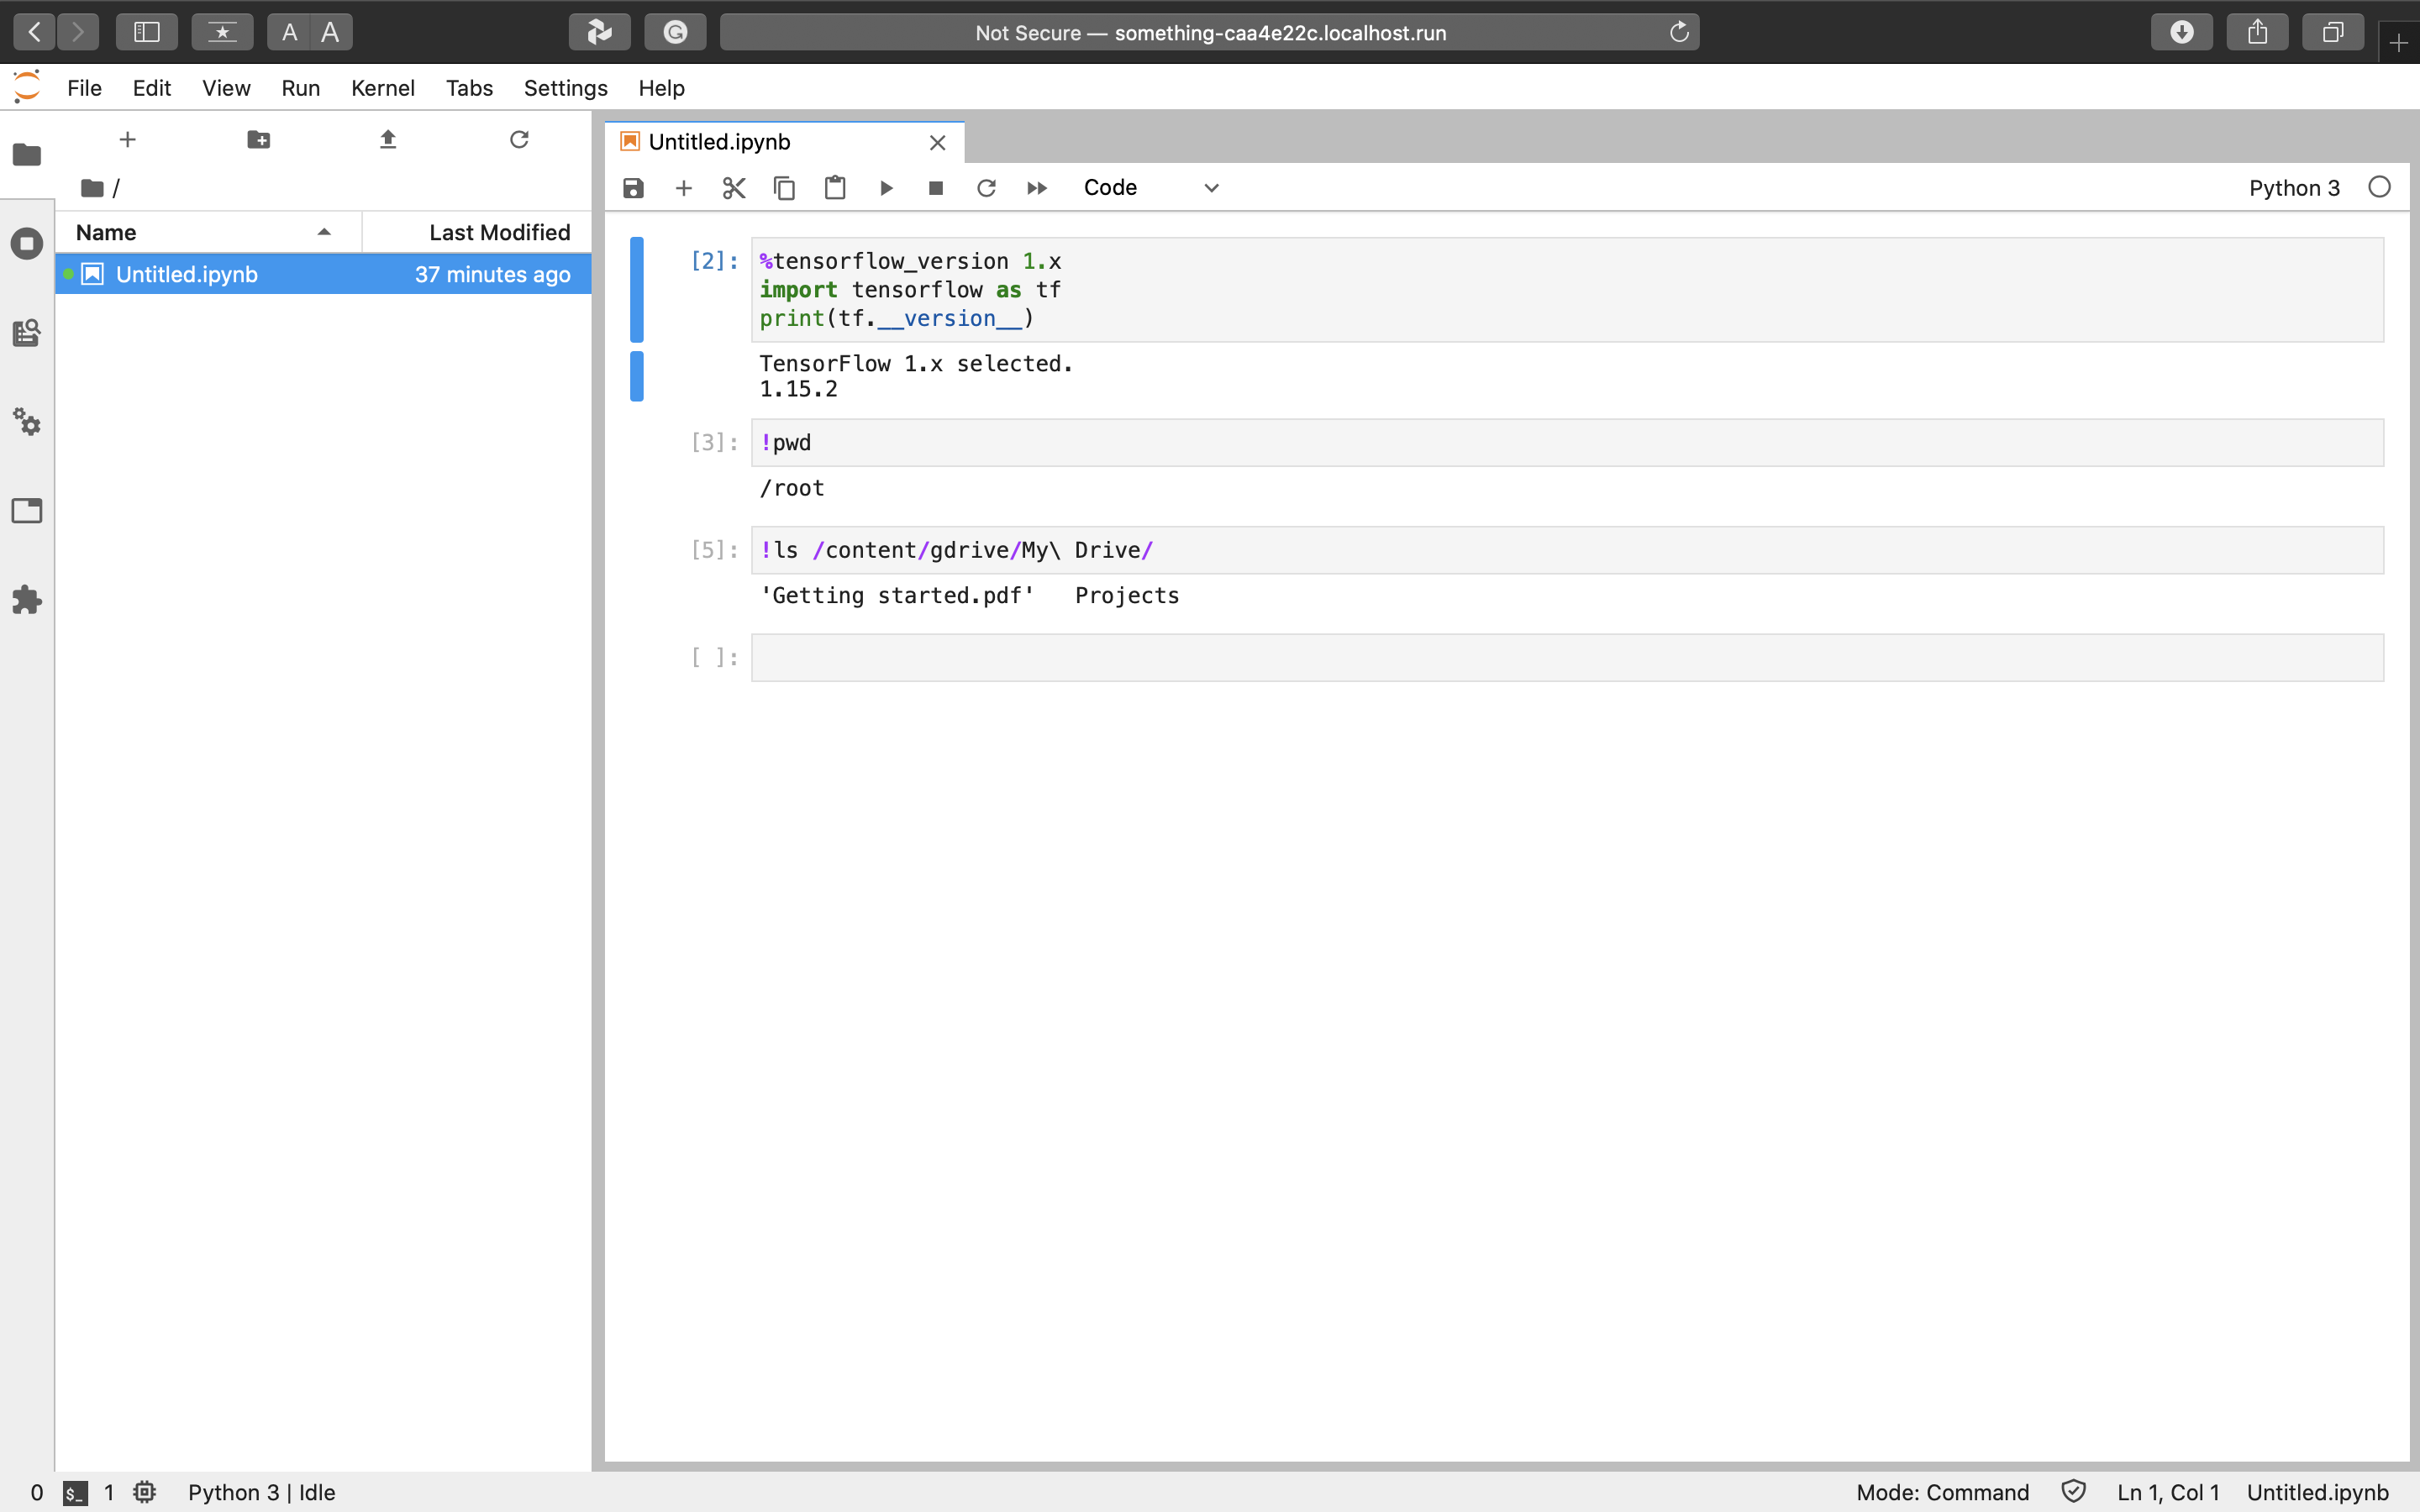 A A
Not Secure — something-caa4e22c.localhost.run
File Edit View Run Kernel Tabs Settings Help
/
Name Last Modified
Untitled.ipynb 37 minutes ago
Untitled.ipynb
Code Python 3
[2]: %tensorflow_version 1.x
import tensorflow as tf
print(tf.__version__)
TensorFlow 1.x selected.
1.15.2
[3]: !pwd
/root
[5]: !ls /content/gdrive/My\ Drive/
'Getting started.pdf'   Projects
[ ]:
0 $_ 1 Python 3 | Idle Mode: Command Ln 1, Col 1 Untitled.ipynb